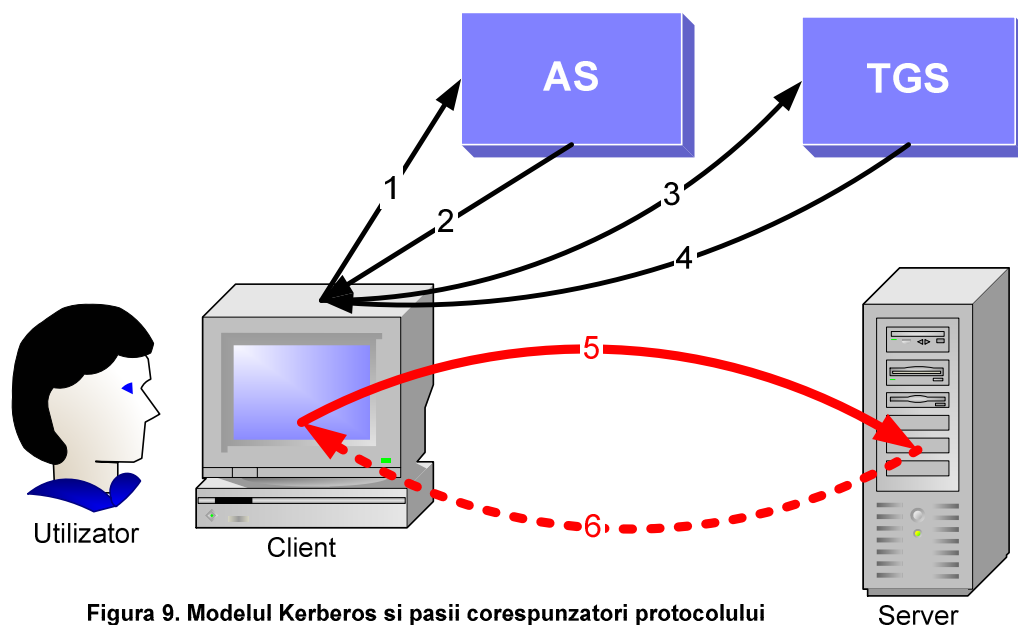 AS
TGS
1
2
3
4
5
6
Utilizator
Client
Server
Figura 9. Modelul Kerberos si pasii corespunzatori protocolului